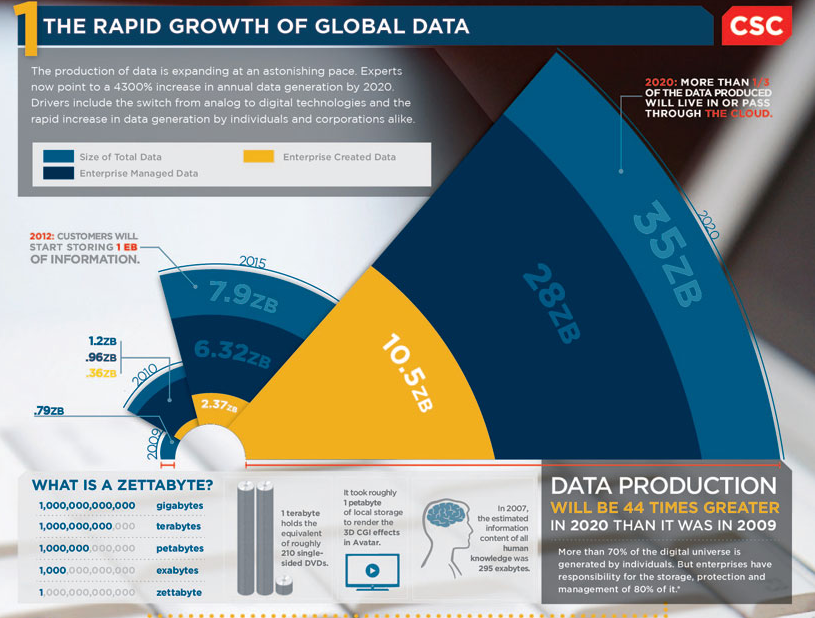 1 THE RAPID GROWTH OF GLOBAL DATA
CSC
The production of data is expanding at an astonishing pace. Experts
now point to a 4300% increase in annual data generation by 2020.
Drivers include the switch from analog to digital technologies and the
rapid increase in data generation by individuals and corporations alike.
Size of Total Data
Enterprise Created Data
Enterprise Managed Data
2020: MORE THAN 1/3
OF THE DATA PRODUCED
WILL LIVE IN OR PASS
THROUGH THE CLOUD.
2012: CUSTOMERS WILL
START STORING 1 EB
OF INFORMATION.
2020
35ZB
28ZB
10.5ZB
2015
7.9ZB
6.32ZB
2.37ZB
2010
1.2ZB
.96ZB
.36ZB
2009
.79ZB
WHAT IS A ZETTABYTE?
1,000,000,000,000 gigabytes
1,000,000,000,000 terabytes
1,000,000,000,000 petabytes
1,000,000,000,000 exabytes
1,000,000,000,000 zettabyte
1 terabyte
holds the
equivalent
of roughly
210 single-
sided DVDs.
It took roughly
1 petabyte
of local storage
to render the
3D CGI effects
in Avatar.
In 2007,
the estimated
information
content of all
human
knowledge was
295 exabytes.
DATA PRODUCTION
WILL BE 44 TIMES GREATER
IN 2020 THAN IT WAS IN 2009
More than 70% of the digital universe is
generated by individuals. But enterprises have
responsibility for the storage, protection and
management of 80% of it.*